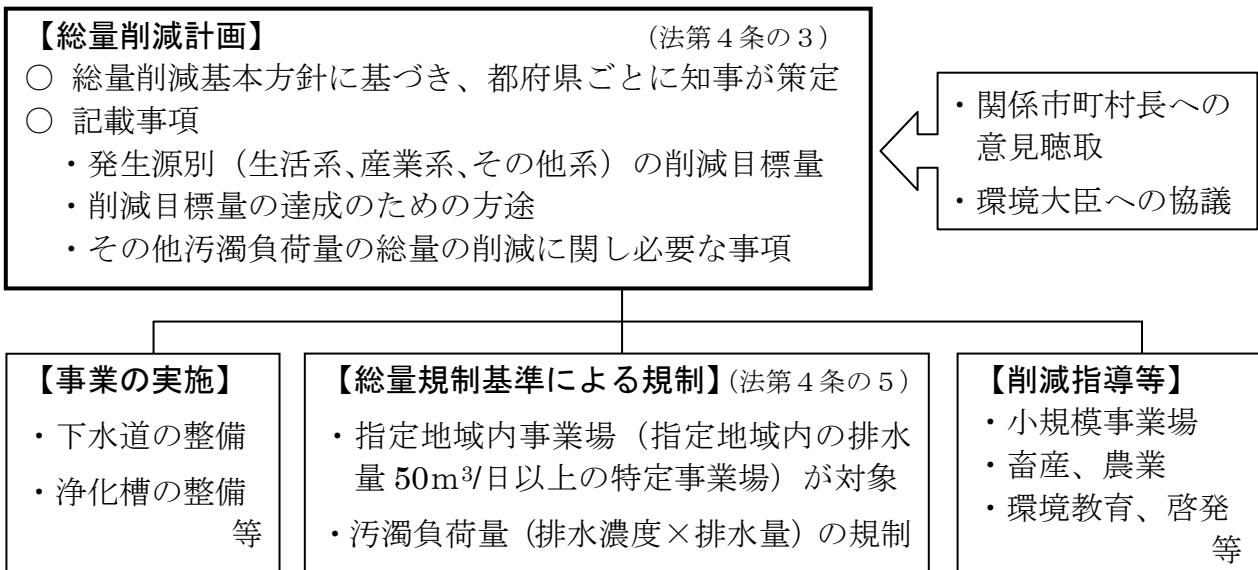 【総量削減計画】 (法第4条の3)
○ 総量削減基本方針に基づき、都府県ごとに知事が策定
○ 記載事項
・発生源別(生活系、産業系、その他系)の削減目標量
・削減目標量の達成のための方途
・その他汚濁負荷量の総量の削減に関し必要な事項
・関係市町村長への
意見聴取
・環境大臣への協議
【事業の実施】
・下水道の整備
・浄化槽の整備
等
【総量規制基準による規制】(法第4条の5)
・指定地域内事業場(指定地域内の排水
量 50m³/日以上の特定事業場)が対象
・汚濁負荷量(排水濃度×排水量)の規制
【削減指導等】
・小規模事業場
・畜産、農業
・環境教育、啓発
等